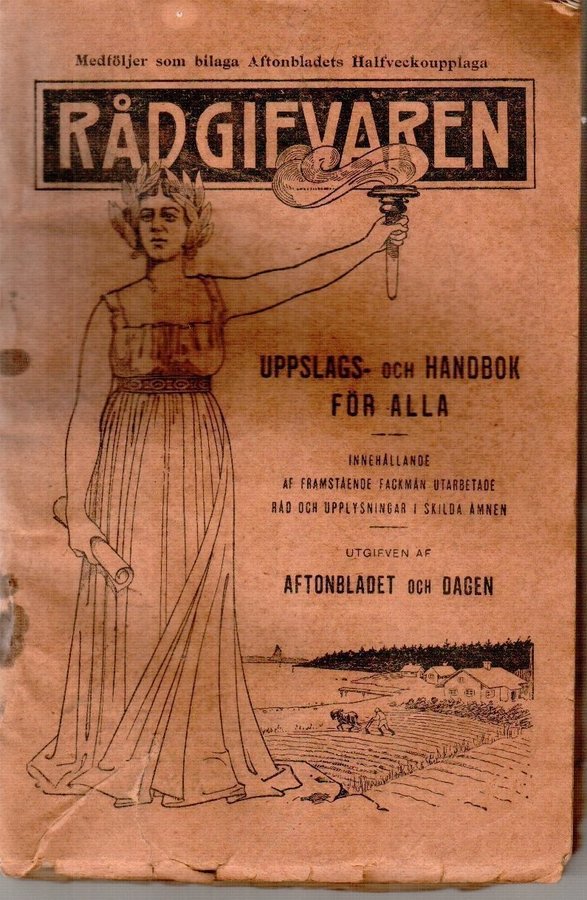 Medföljer som bilaga Aftonbladets Halfveckoupplaga
RÅDGIFVAREN
UPPSLAGS- OCH HANDBOK
FÖR ALLA
INNEHÅLLANDE
AF FRAMSTÅENDE FACKMÄN UTARBETADE
RÅD OCH UPPLYSNINGAR I SKILDA ÄMNEN
UTGIFVEN AF
AFTONBLADET OCH DAGEN